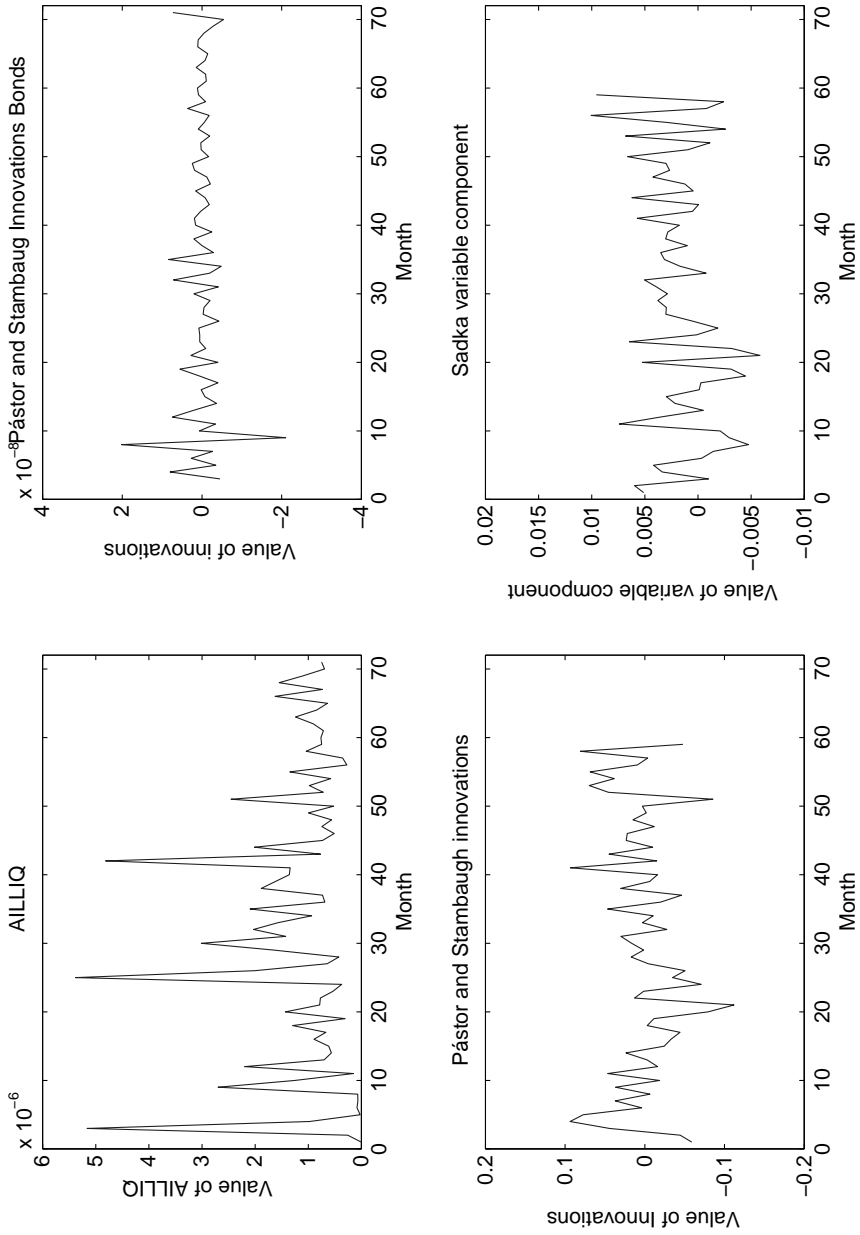 AILLIQ
x 10⁻⁶
Value of AILLIQ
6
5
4
3
2
1
0
0 10 20 30 40 50 60 70
Month
x 10⁻⁸Pástor and Stambaug Innovations Bonds
Value of innovations
4
2
0
−2
−4
0 10 20 30 40 50 60 70
Month
Pástor and Stambaugh innovations
Value of Innovations
0.2
0.1
0
−0.1
−0.2
0 10 20 30 40 50 60 70
Month
Sadka variable component
Value of variable component
0.02
0.015
0.01
0.005
0
−0.005
−0.01
0 10 20 30 40 50 60 70
Month